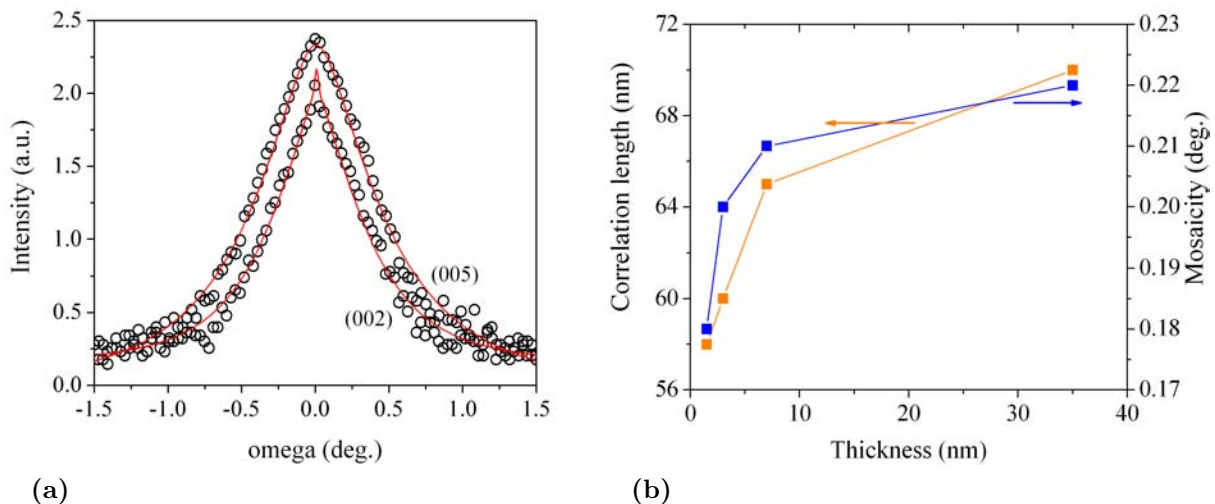 2.5
2.0
1.5
1.0
0.5
0.0
Intensity (a.u.)
(005)
(002)
-1.5 -1.0 -0.5 0.0 0.5 1.0 1.5
omega (deg.)
(a)
72
68
64
60
56
Correlation length (nm)
0.23
0.22
0.21
0.20
0.19
0.18
0.17
Mosaicity (deg.)
0 10 20 30 40
Thickness (nm)
(b)